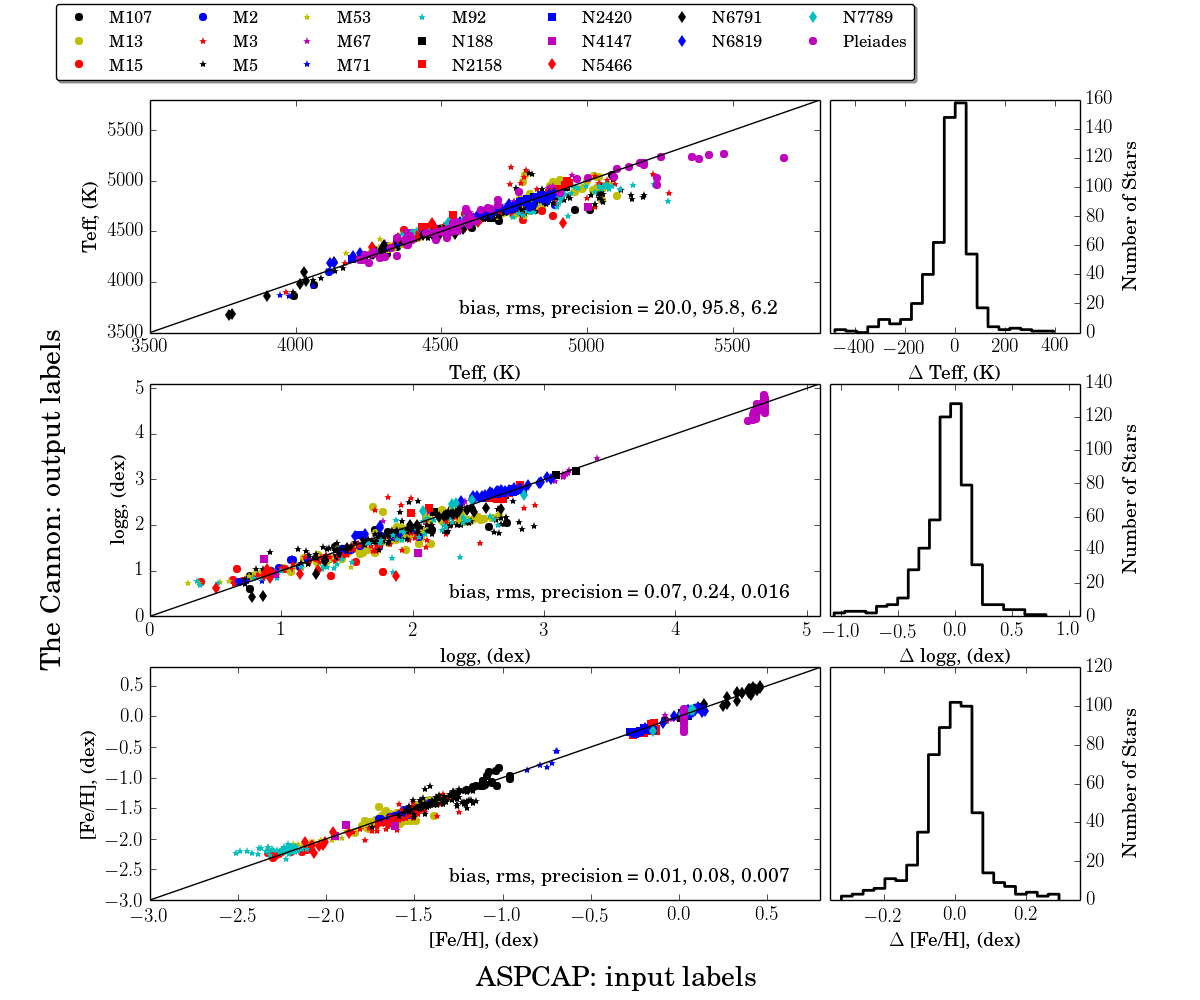 M107 M2 M53 M92 N2420 N6791 N7789
M13 M3 M67 N188 N4147 N6819 Pleiades
M15 M5 M71 N2158 N5466
5500
5000
4500
4000
3500
Teff, (K)
bias, rms, precision = 20.0, 95.8, 6.2
3500 4000 4500 5000 5500
Teff, (K)
160
140
120
100
80
60
40
20
0
Number of Stars
−400 −200 0 200 400
Δ Teff, (K)
The Cannon: output labels
5
4
3
2
1
0
logg, (dex)
bias, rms, precision = 0.07, 0.24, 0.016
0 1 2 3 4 5
logg, (dex)
140
120
100
80
60
40
20
0
Number of Stars
−1.0 −0.5 0.0 0.5 1.0
Δ logg, (dex)
0.5
0.0
−0.5
−1.0
−1.5
−2.0
−2.5
−3.0
[Fe/H], (dex)
bias, rms, precision = 0.01, 0.08, 0.007
−3.0 −2.5 −2.0 −1.5 −1.0 −0.5 0.0 0.5
[Fe/H], (dex)
120
100
80
60
40
20
0
Number of Stars
−0.2 0.0 0.2
Δ [Fe/H], (dex)
ASPCAP: input labels